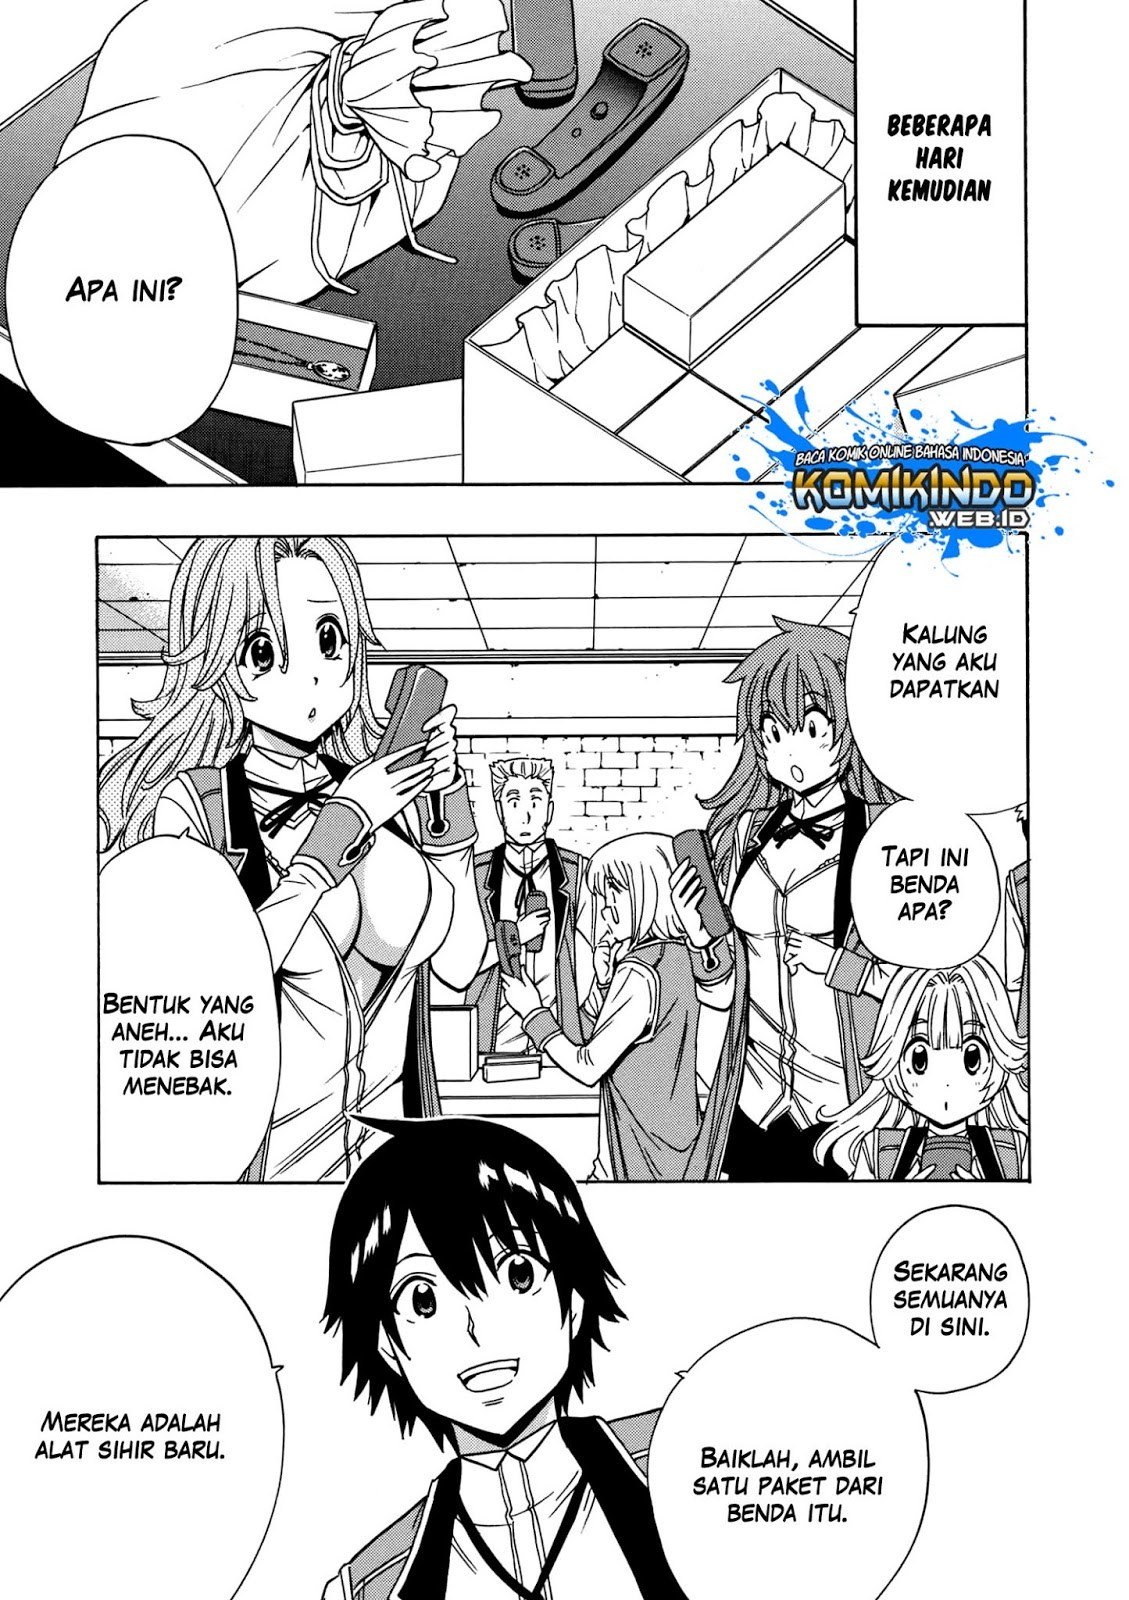 BEBERAPA
HARI
KEMUDIAN
APA INI?
BACA KOMIK ONLINE BAHASA INDONESIA
KOMIKINDO
.WEB.ID
KALUNG
YANG AKU
DAPATKAN
TAPI INI
BENDA
APA?
BENTUK YANG
ANEH... AKU
TIDAK BISA
MENEBAK.
SEKARANG
SEMUANYA
DI SINI.
BAIKLAH, AMBIL
SATU PAKET DARI
BENDA ITU.
MEREKA ADALAH
ALAT SIHIR BARU.